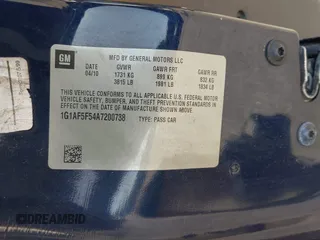 GM
MFD BY GENERAL MOTORS LLC
DATE GVWR GAWR FRT GAWR RR
04/10 1731 KG 899 KG 832 KG
3815 LB 1981 LB 1834 LB
THIS VEHICLE CONFORMS TO ALL APPLICABLE U.S. FEDERAL MOTOR
VEHICLE SAFETY, BUMPER, AND THEFT PREVENTION STANDARDS
IN EFFECT ON THE DATE OF MANUFACTURE SHOWN ABOVE.
1G1AF5F54A7200738 TYPE: PASS CAR
DREAMBID